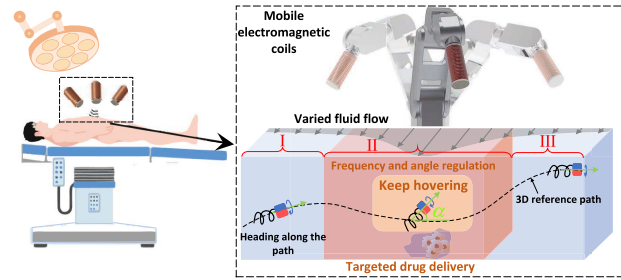 Mobile
electromagnetic
coils
Varied fluid flow
I
II
III
Frequency and angle regulation
Keep hovering
α
3D reference path
Heading along the
path
Targeted drug delivery